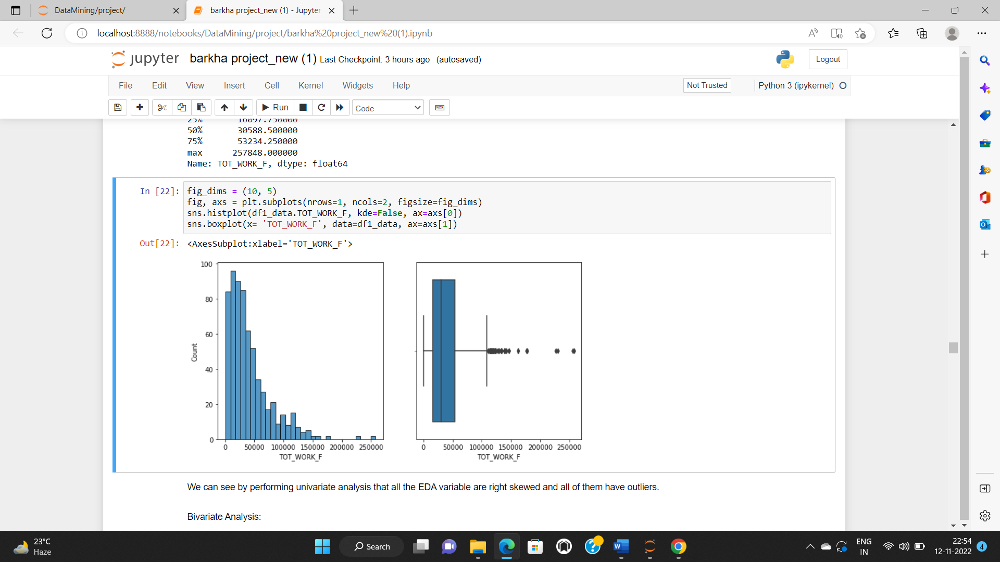 DataMining/project/
barkha project_new (1) - Jupyter
localhost:8888/notebooks/DataMining/project/barkha%20project_new%20(1).ipynb
jupyter barkha project_new (1) Last Checkpoint: 3 hours ago (autosaved)
Logout
File Edit View Insert Cell Kernel Widgets Help
Not Trusted
Python 3 (ipykernel)
Run
Code
25% 16097.750000
50% 30588.500000
75% 53234.250000
max 257848.000000
Name: TOT_WORK_F, dtype: float64
In [22]: fig_dims = (10, 5)
fig, axs = plt.subplots(nrows=1, ncols=2, figsize=fig_dims)
sns.histplot(df1_data.TOT_WORK_F, kde=False, ax=axs[0])
sns.boxplot(x= 'TOT_WORK_F', data=df1_data, ax=axs[1])
Out[22]: <AxesSubplot:xlabel='TOT_WORK_F'>
100
80
60
40
20
0
Count
0 50000 100000 150000 200000 250000
TOT_WORK_F
0 50000 100000 150000 200000 250000
TOT_WORK_F
We can see by performing univariate analysis that all the EDA variable are right skewed and all of them have outliers.
Bivariate Analysis:
23°C
Haze
Search
ENG
IN
22:54
12-11-2022
4